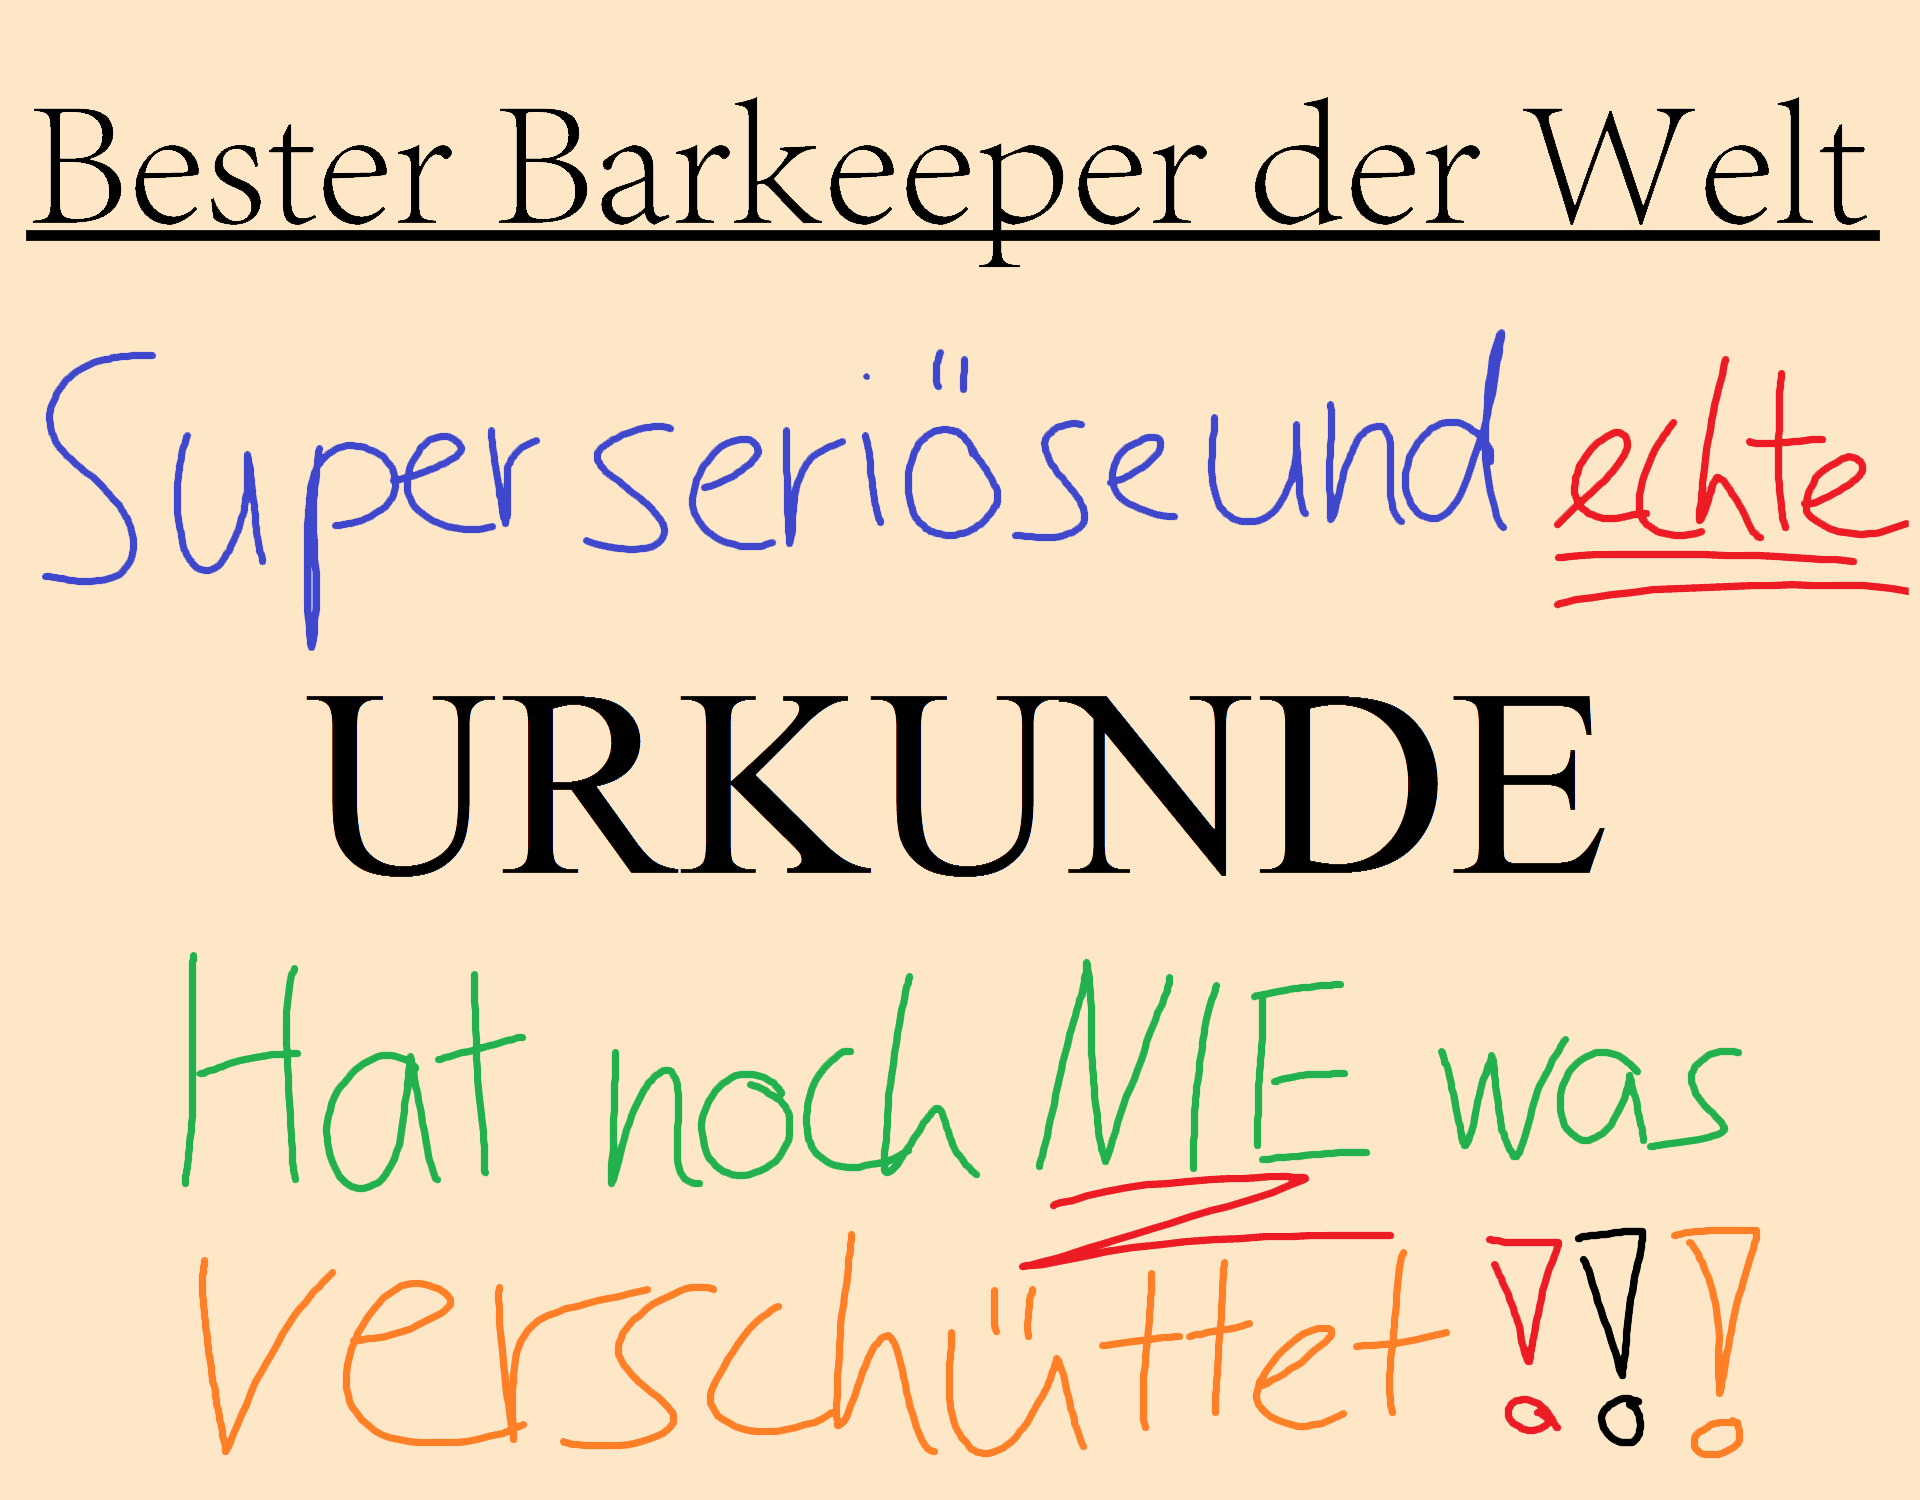 Bester Barkeeper der Welt
Super seriöse und echte
URKUNDE
Hat noch NIE was
verschüttet!!!